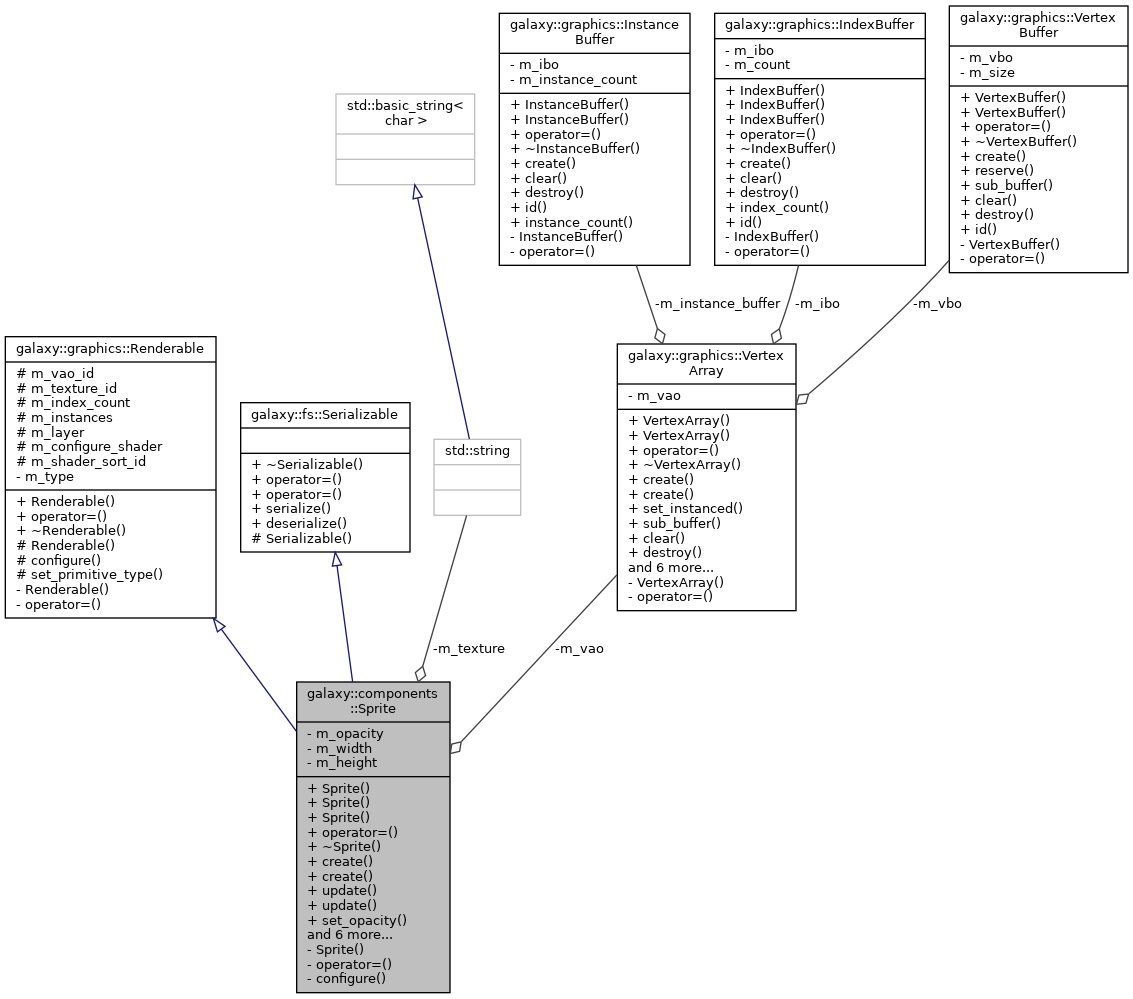 galaxy::graphics::Instance
Buffer
- m_ibo
- m_instance_count
+ InstanceBuffer()
+ InstanceBuffer()
+ operator=()
+ ~InstanceBuffer()
+ create()
+ clear()
+ destroy()
+ id()
+ instance_count()
- InstanceBuffer()
- operator=()
galaxy::graphics::IndexBuffer
- m_ibo
- m_count
+ IndexBuffer()
+ IndexBuffer()
+ IndexBuffer()
+ operator=()
+ ~IndexBuffer()
+ create()
+ clear()
+ destroy()
+ index_count()
+ id()
- IndexBuffer()
- operator=()
galaxy::graphics::Vertex
Buffer
- m_vbo
- m_size
+ VertexBuffer()
+ VertexBuffer()
+ operator=()
+ ~VertexBuffer()
+ create()
+ reserve()
+ sub_buffer()
+ clear()
+ destroy()
+ id()
- VertexBuffer()
- operator=()
std::basic_string<
char >
-m_instance_buffer
-m_ibo
-m_vbo
galaxy::graphics::Renderable
# m_vao_id
# m_texture_id
# m_index_count
# m_instances
# m_layer
# m_configure_shader
# m_shader_sort_id
- m_type
+ Renderable()
+ operator=()
+ ~Renderable()
# Renderable()
# configure()
# set_primitive_type()
- Renderable()
- operator=()
galaxy::fs::Serializable
+ ~Serializable()
+ operator=()
+ operator=()
+ serialize()
+ deserialize()
# Serializable()
std::string
galaxy::graphics::Vertex
Array
- m_vao
+ VertexArray()
+ VertexArray()
+ operator=()
+ ~VertexArray()
+ create()
+ create()
+ set_instanced()
+ sub_buffer()
+ clear()
+ destroy()
and 6 more...
- VertexArray()
- operator=()
-m_texture
-m_vao
galaxy::components
::Sprite
- m_opacity
- m_width
- m_height
+ Sprite()
+ Sprite()
+ Sprite()
+ operator=()
+ ~Sprite()
+ create()
+ create()
+ update()
+ update()
+ set_opacity()
and 6 more...
- Sprite()
- operator=()
- configure()